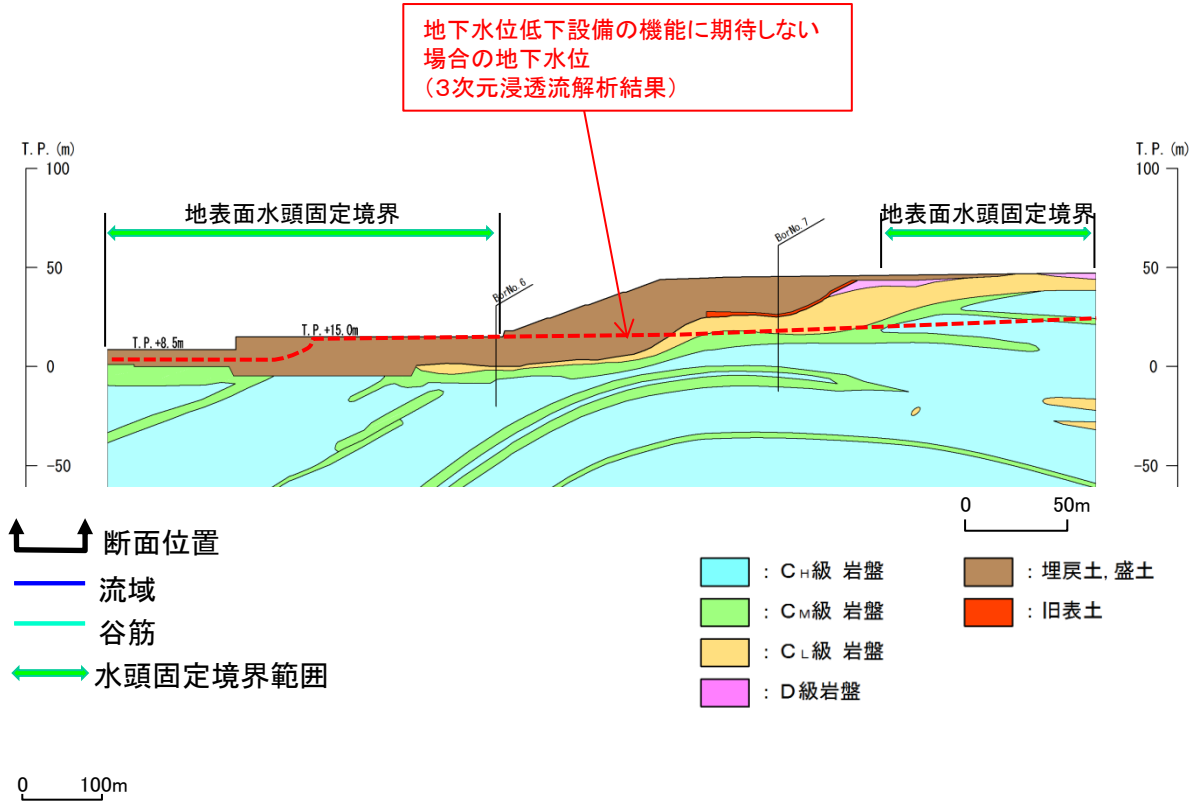 地下水位低下設備の機能に期待しない
場合の地下水位
(3次元浸透流解析結果)
T.P.(m)
T.P.(m)
100
100
地表面水頭固定境界
地表面水頭固定境界
BorNo.7
50
50
BorNo.6
T.P.+15.0m
T.P.+8.5m
0
0
-50
-50
0 50m
断面位置
流域
谷筋
水頭固定境界範囲
: CH級 岩盤
: 埋戻土, 盛土
: CM級 岩盤
: 旧表土
: CL級 岩盤
: D級岩盤
0 100m